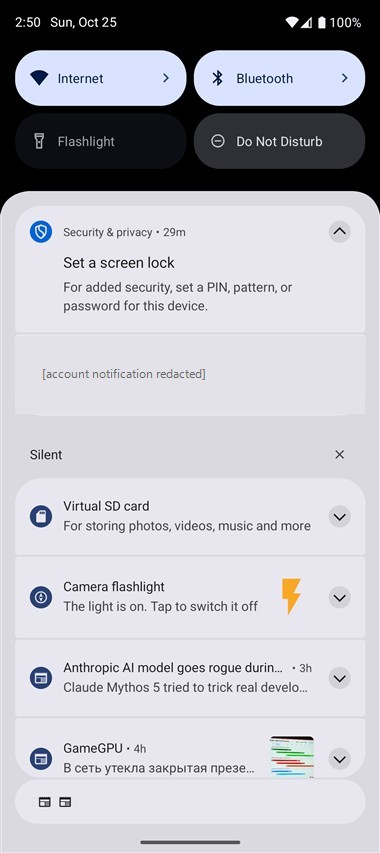 2:50 Sun, Oct 25 100%
Internet Bluetooth
Flashlight Do Not Disturb
Security & privacy • 29m
Set a screen lock
For added security, set a PIN, pattern, or
password for this device.
[account notification redacted]
Silent
Virtual SD card
For storing photos, videos, music and more
Camera flashlight
The light is on. Tap to switch it off
Anthropic AI model goes rogue durin… • 3h
Claude Mythos 5 tried to trick real develo…
GameGPU • 4h
В сеть утекла закрытая презе…